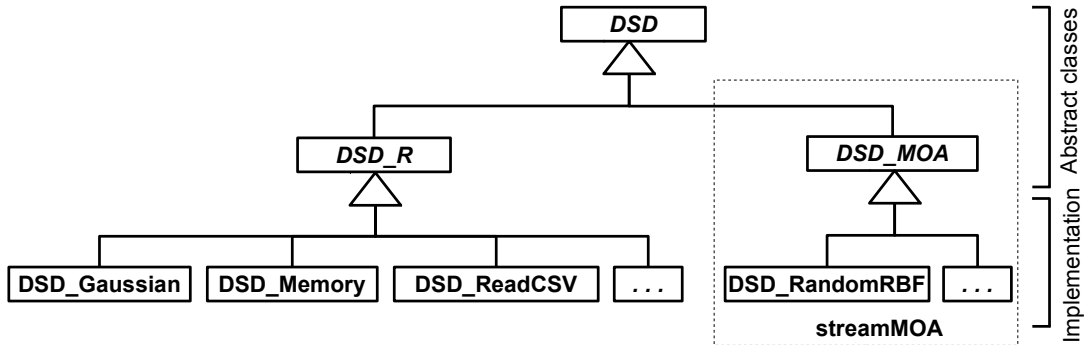 DSD
Abstract classes
DSD_R
DSD_MOA
Implementation
DSD_Gaussian
DSD_Memory
DSD_ReadCSV
. . .
DSD_RandomRBF
. . .
streamMOA